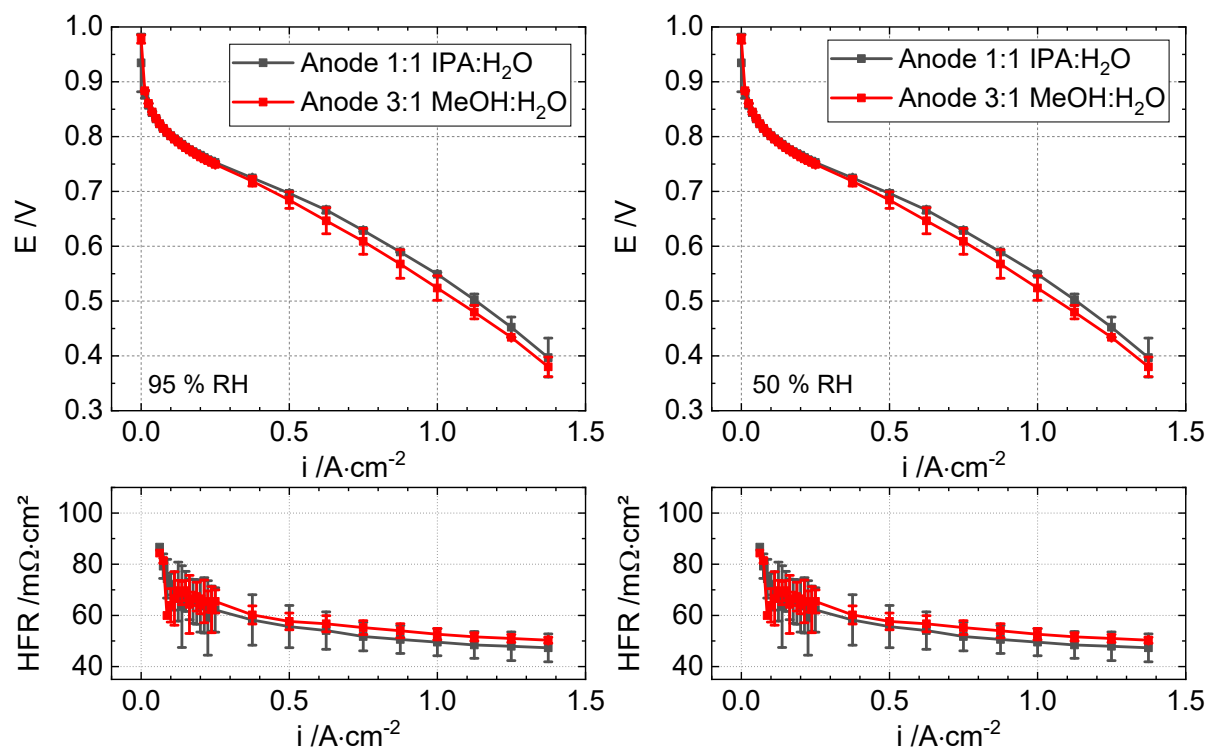 1.0
0.9
0.8
0.7
0.6
0.5
0.4
0.3
E /V
Anode 1:1 IPA:H₂O
Anode 3:1 MeOH:H₂O
95 % RH
0.0 0.5 1.0 1.5
i /A·cm⁻²
1.0
0.9
0.8
0.7
0.6
0.5
0.4
0.3
E /V
Anode 1:1 IPA:H₂O
Anode 3:1 MeOH:H₂O
50 % RH
0.0 0.5 1.0 1.5
i /A·cm⁻²
100
80
60
40
HFR /mΩ·cm²
0.0 0.5 1.0 1.5
i /A·cm⁻²
100
80
60
40
HFR /mΩ·cm²
0.0 0.5 1.0 1.5
i /A·cm⁻²